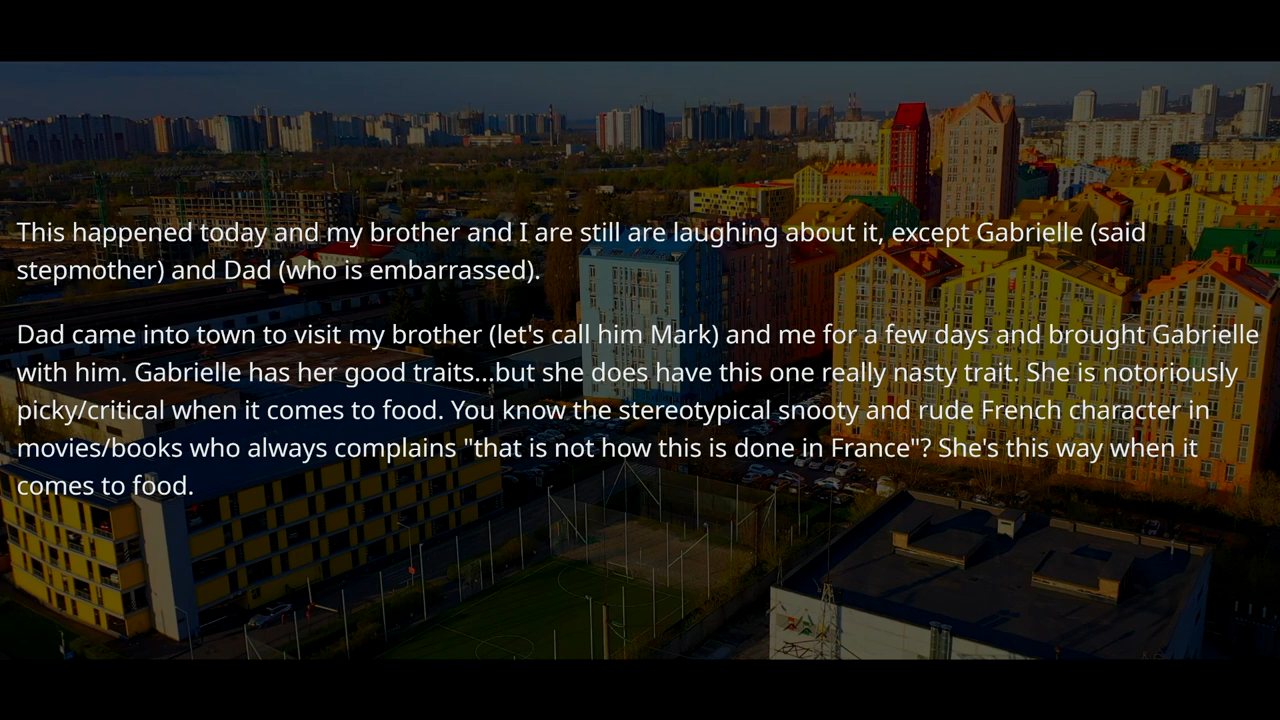 This happened today and my brother and I are still are laughing about it, except Gabrielle (said
stepmother) and Dad (who is embarrassed).
Dad came into town to visit my brother (let's call him Mark) and me for a few days and brought Gabrielle
with him. Gabrielle has her good traits...but she does have this one really nasty trait. She is notoriously
picky/critical when it comes to food. You know the stereotypical snooty and rude French character in
movies/books who always complains "that is not how this is done in France"? She's this way when it
comes to food.